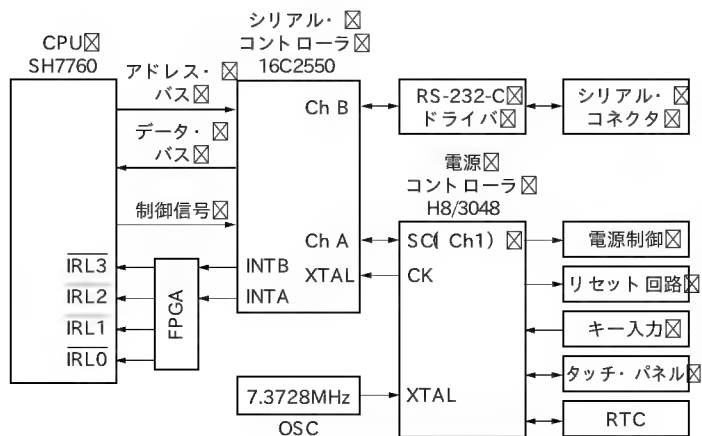 シリアル・
コントローラ
16C2550
CPU
SH7760
アドレス・
バス
データ・
バス
制御信号
Ch B
Ch A
INTB
XTAL
INTA
IRL3
IRL2
IRL1
IRL0
FPGA
RS-232-C
ドライバ
シリアル・
コネクタ
電源
コントローラ
H8/3048
SCI( Ch1)
CK
XTAL
電源制御
リセット回路
キー入力
タッチ・パネル
RTC
7.3728MHz
OSC